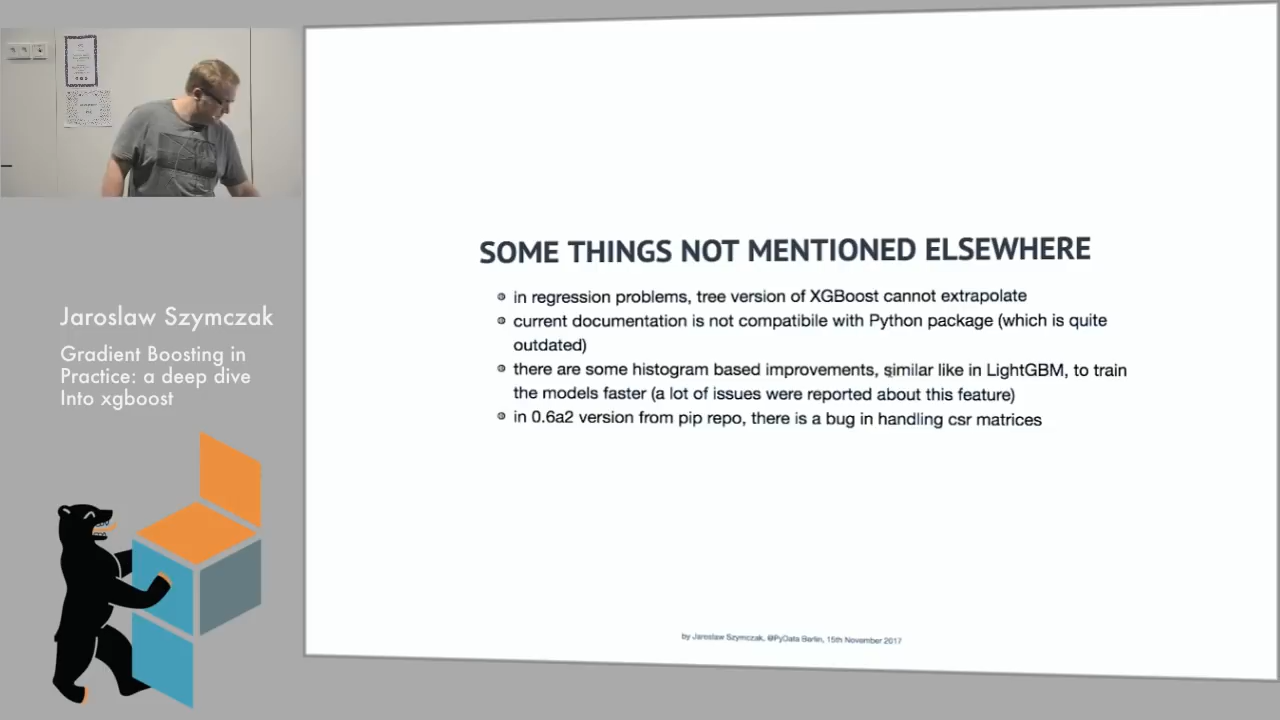 Jaroslaw Szymczak
Gradient Boosting in
Practice: a deep dive
Into xgboost
SOME THINGS NOT MENTIONED ELSEWHERE
in regression problems, tree version of XGBoost cannot extrapolate
current documentation is not compatibile with Python package (which is quite
outdated)
there are some histogram based improvements, similar like in LightGBM, to train
the models faster (a lot of issues were reported about this feature)
in 0.6a2 version from pip repo, there is a bug in handling csr matrices
by Jaroslaw Szymczak, @PyData Berlin, 15th November 2017